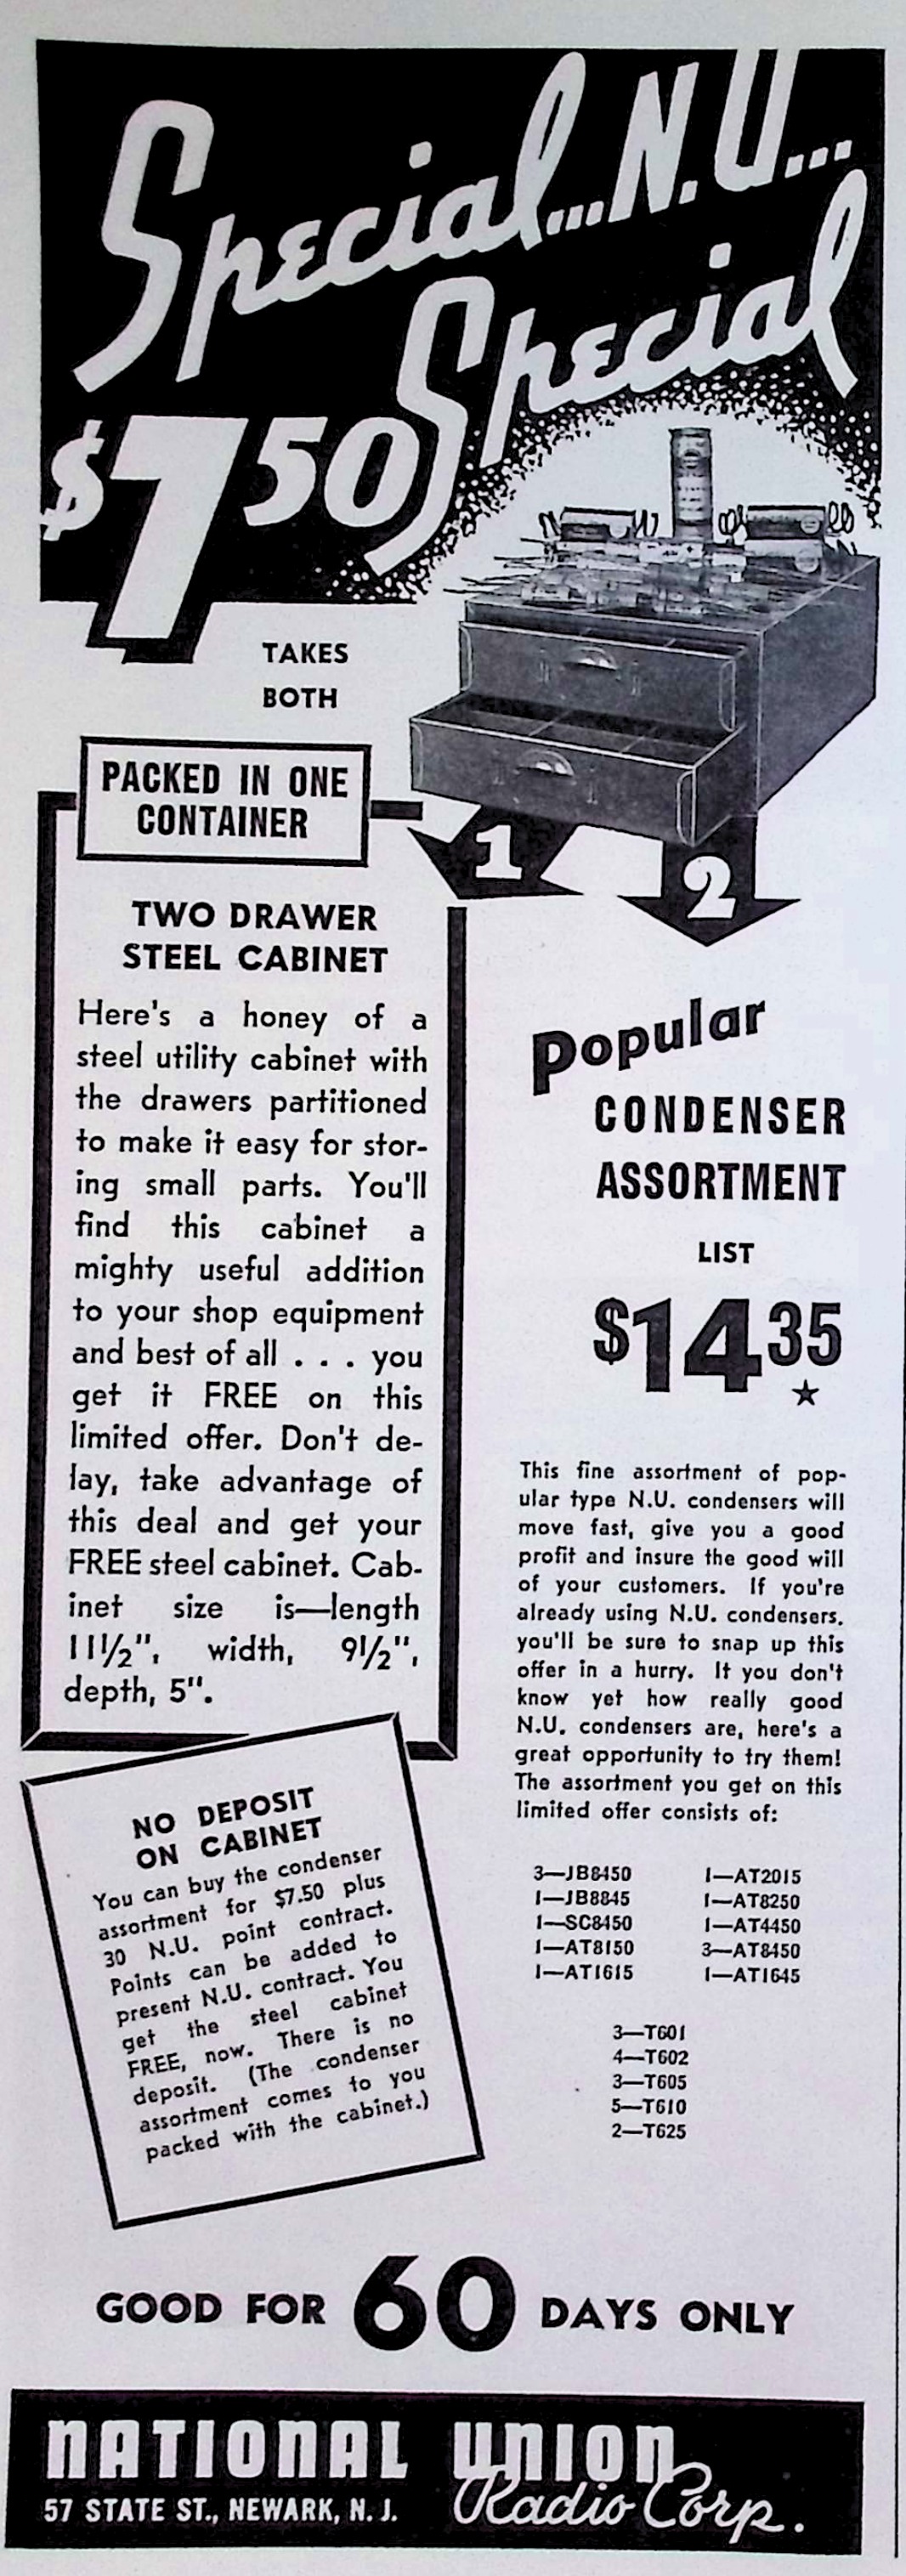 Special...N.U...
Special
$7.50
TAKES
BOTH
PACKED IN ONE
CONTAINER
1
2
TWO DRAWER
STEEL CABINET
Here's a honey of a
steel utility cabinet with
the drawers partitioned
to make it easy for stor-
ing small parts. You'll
find this cabinet a
mighty useful addition
to your shop equipment
and best of all . . . you
get it FREE on this
limited offer. Don't de-
lay, take advantage of
this deal and get your
FREE steel cabinet. Cab-
inet size is—length
11½", width, 9½",
depth, 5".
NO DEPOSIT
ON CABINET
You can buy the condenser
assortment for $7.50 plus
30 N.U. point contract.
Points can be added to
present N.U. contract. You
get the steel cabinet
FREE, now. There is no
deposit. (The condenser
assortment comes to you
packed with the cabinet.)
Popular
CONDENSER
ASSORTMENT
LIST
$14.35
★
This fine assortment of pop-
ular type N.U. condensers will
move fast, give you a good
profit and insure the good will
of your customers. If you're
already using N.U. condensers,
you'll be sure to snap up this
offer in a hurry. If you don't
know yet how really good
N.U. condensers are, here's a
great opportunity to try them!
The assortment you get on this
limited offer consists of:
3—JB8450 1—AT2015
1—JB8845 1—AT8250
1—SC8450 1—AT4450
1—AT8150 3—AT8450
1—AT1615 1—AT1645
3—T601
4—T602
3—T605
5—T610
2—T625
GOOD FOR 60 DAYS ONLY
NATIONAL UNION
Radio Corp.
57 STATE ST., NEWARK, N. J.